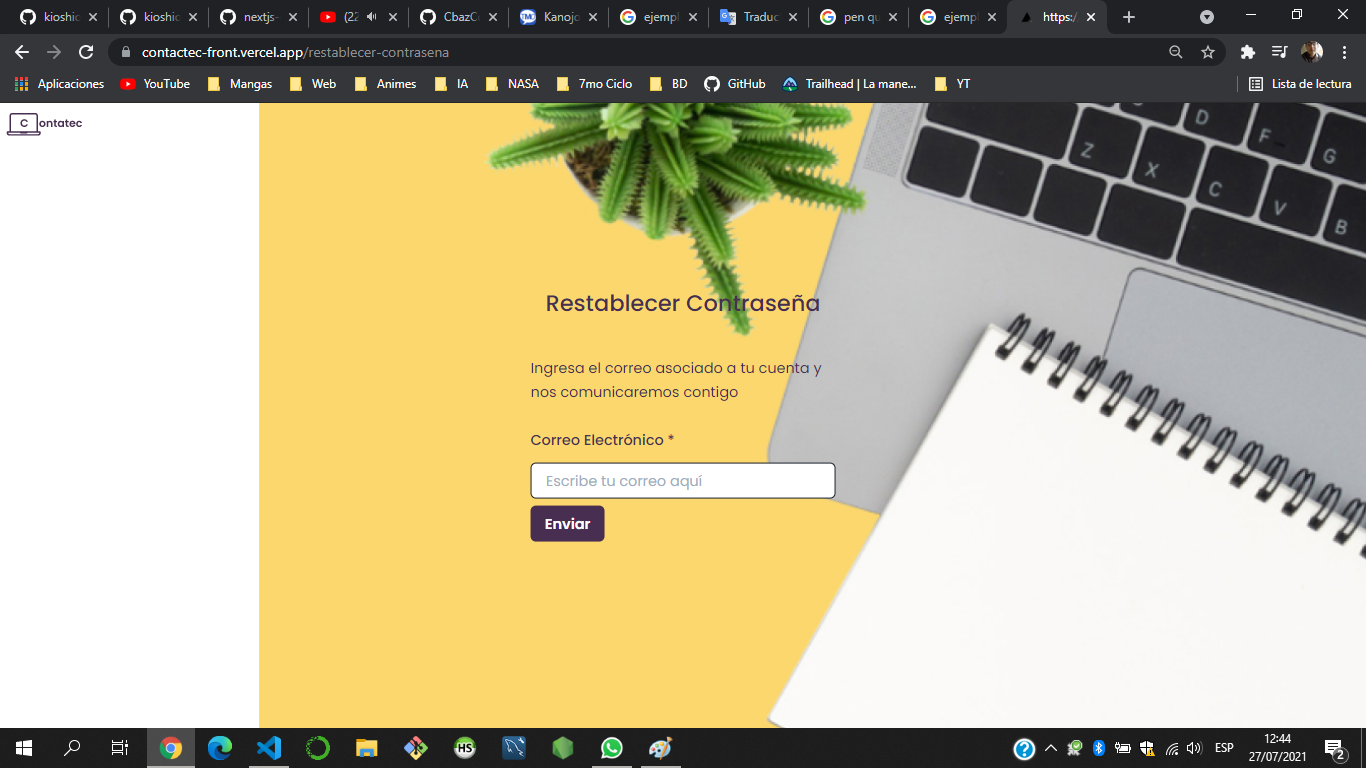 kioshic
kioshic
nextjs-
(22
CbazCo
Kanojo
ejempl
Traduc
pen qu
ejempl
https:/
contactec-front.vercel.app/restablecer-contrasena
Aplicaciones
YouTube
Mangas
Web
Animes
IA
NASA
7mo Ciclo
BD
GitHub
Trailhead | La mane...
YT
Lista de lectura
Contatec
D
F
G
Z
X
C
V
B
Restablecer Contraseña
Ingresa el correo asociado a tu cuenta y
nos comunicaremos contigo
Correo Electrónico *
Escribe tu correo aquí
Enviar
HS
ESP
12:44
27/07/2021
2